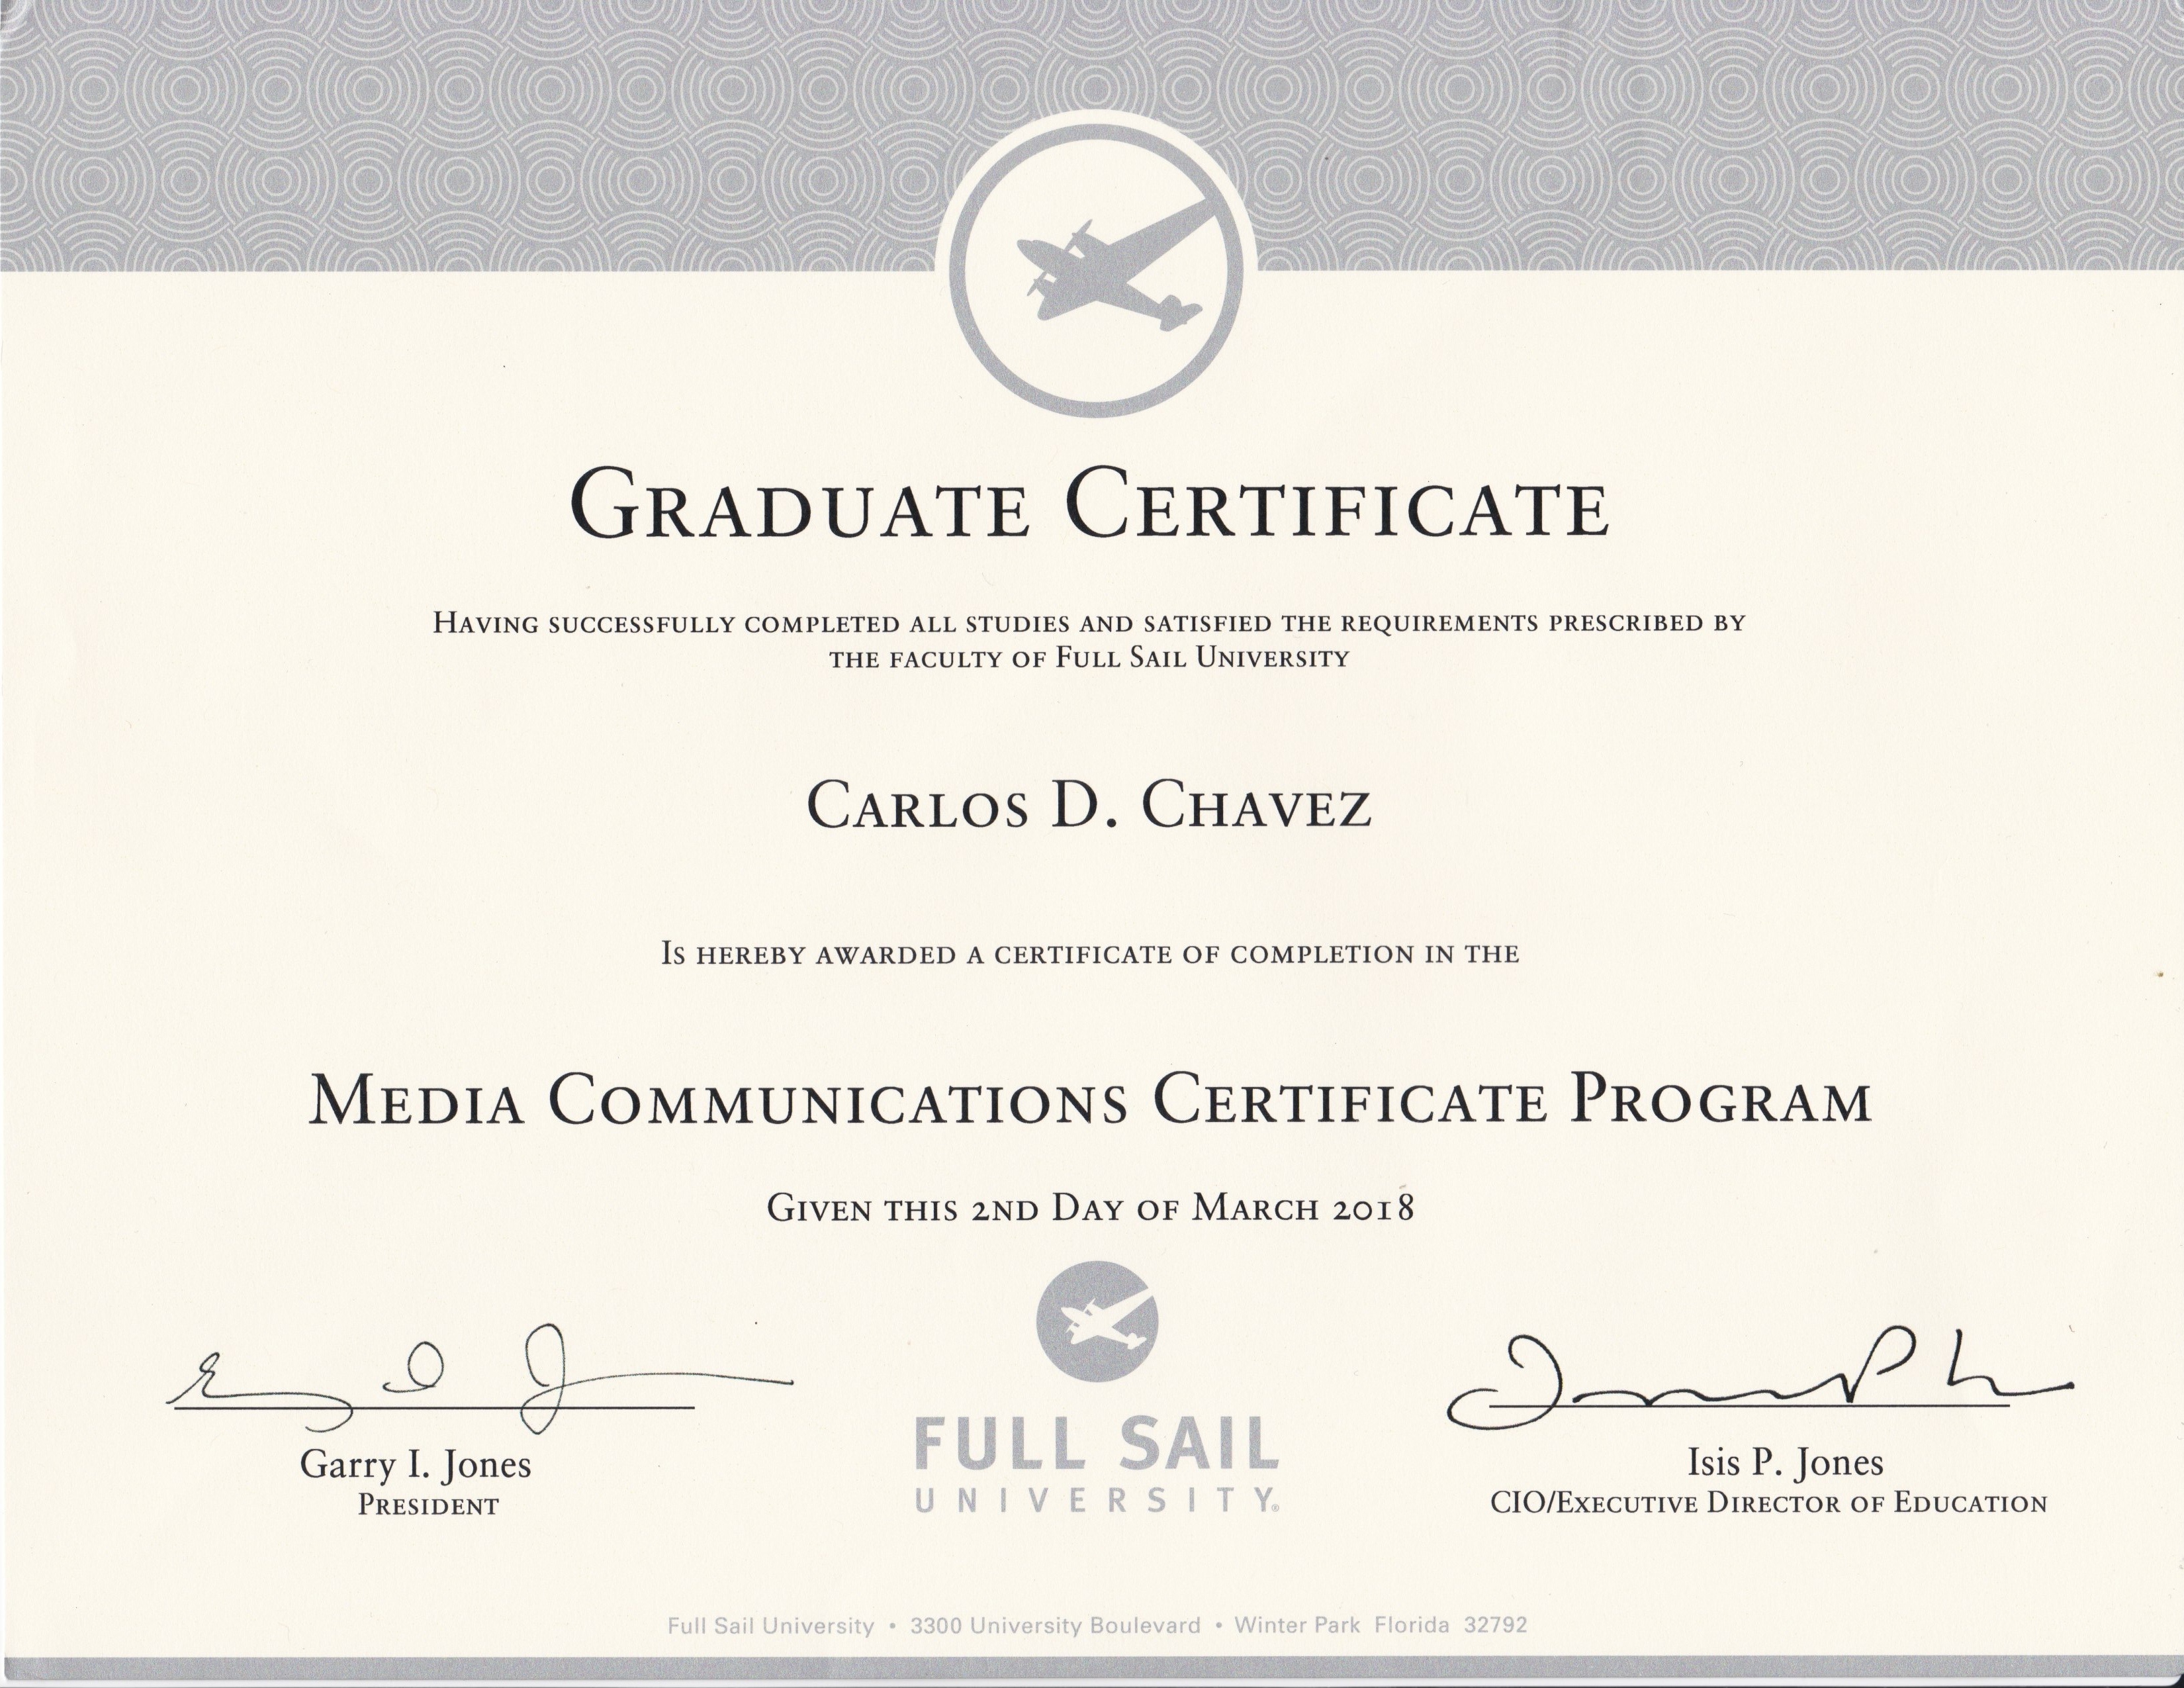 Graduate Certificate
Having successfully completed all studies and satisfied the requirements prescribed by
the faculty of Full Sail University
Carlos D. Chavez
Is hereby awarded a certificate of completion in the
Media Communications Certificate Program
Given this 2nd Day of March 2018
Garry I. Jones
President
FULL SAIL
UNIVERSITY®
Isis P. Jones
CIO/Executive Director of Education
Full Sail University • 3300 University Boulevard • Winter Park Florida 32792